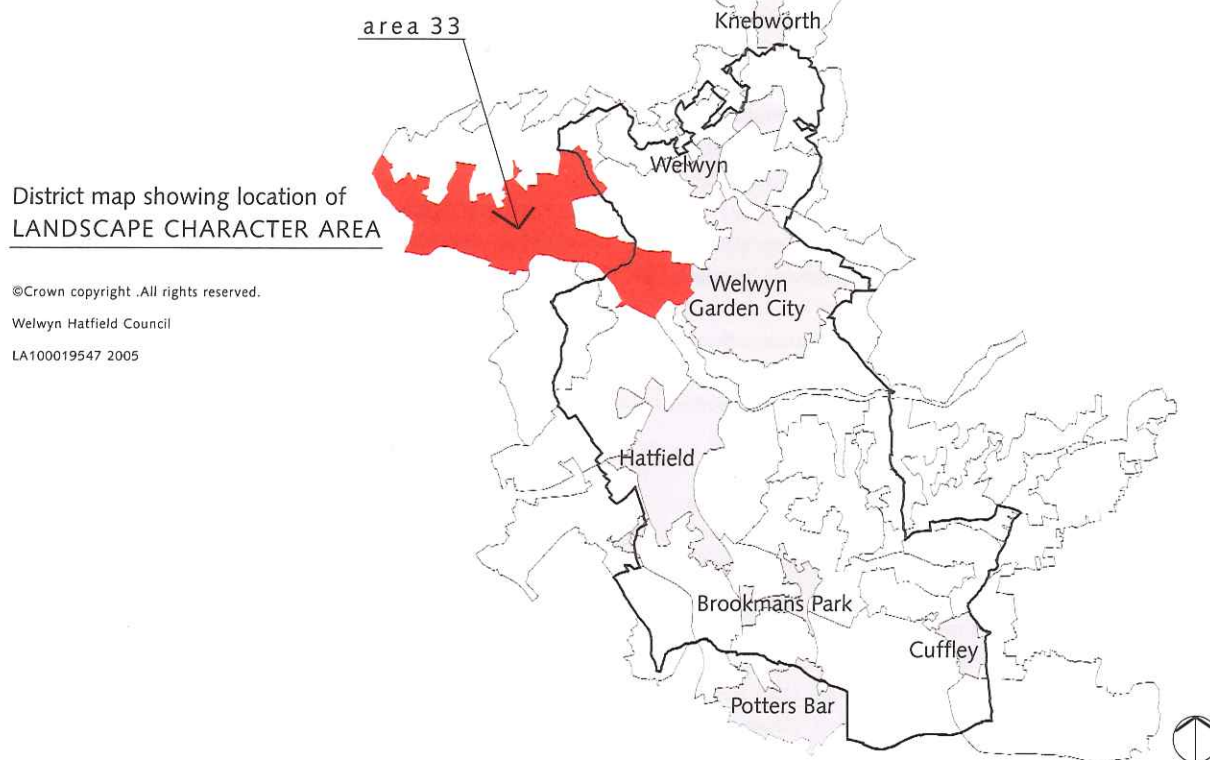 Knebworth
area 33
Welwyn
District map showing location of
LANDSCAPE CHARACTER AREA
©Crown copyright .All rights reserved.
Welwyn Hatfield Council
LA100019547 2005
Welwyn
Garden City
Hatfield
Brookmans Park
Cuffley
Potters Bar